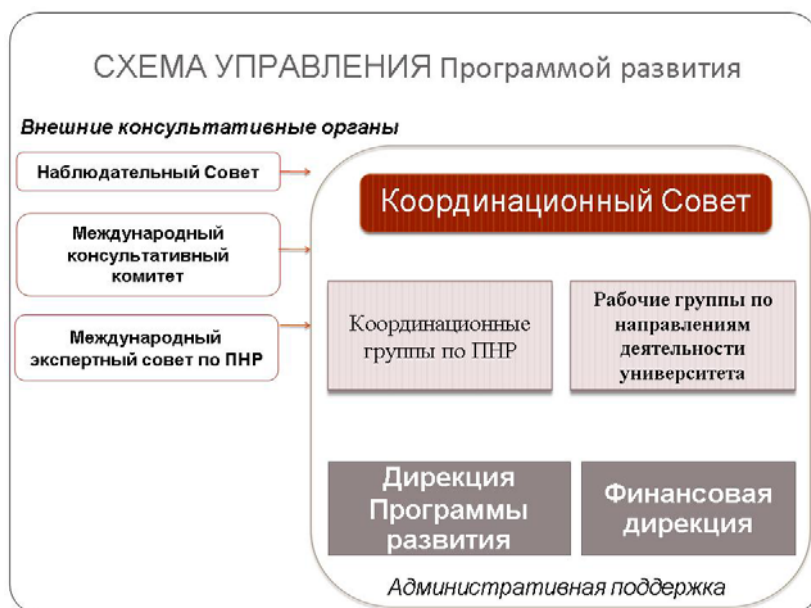 СХЕМА УПРАВЛЕНИЯ Программой развития
Внешние консультативные органы
Наблюдательный Совет
Международный
консультативный
комитет
Международный
экспертный совет по ПНР
Координационный Совет
Координационные
группы по ПНР
Рабочие группы по
направлениям
деятельности
университета
Дирекция
Программы
развития
Финансовая
дирекция
Административная поддержка